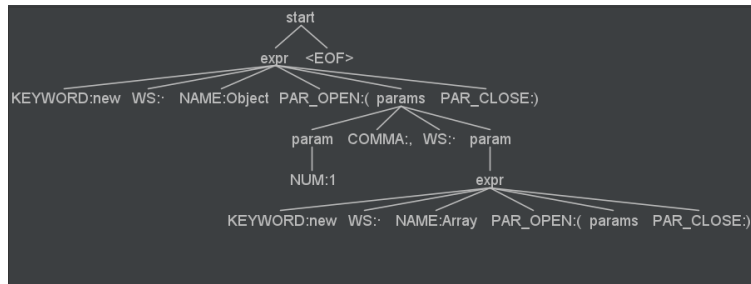 start
expr <EOF>
KEYWORD:new WS:· NAME:Object PAR_OPEN:( params PAR_CLOSE:)
param COMMA:, WS:· param
NUM:1 expr
KEYWORD:new WS:· NAME:Array PAR_OPEN:( params PAR_CLOSE:)